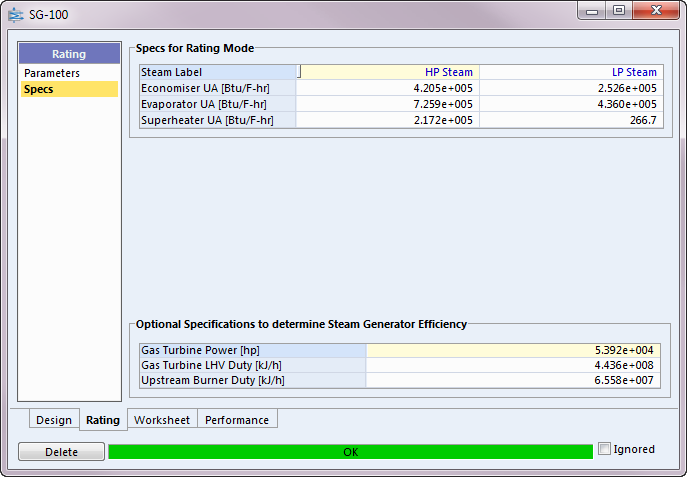 SG-100
Rating
Parameters
Specs
Specs for Rating Mode
Steam Label HP Steam LP Steam
Economiser UA [Btu/F-hr] 4.205e+005 2.526e+005
Evaporator UA [Btu/F-hr] 7.259e+005 4.360e+005
Superheater UA [Btu/F-hr] 2.172e+005 266.7
Optional Specifications to determine Steam Generator Efficiency
Gas Turbine Power [hp] 5.392e+004
Gas Turbine LHV Duty [kJ/h] 4.436e+008
Upstream Burner Duty [kJ/h] 6.558e+007
Design Rating Worksheet Performance
Delete OK Ignored